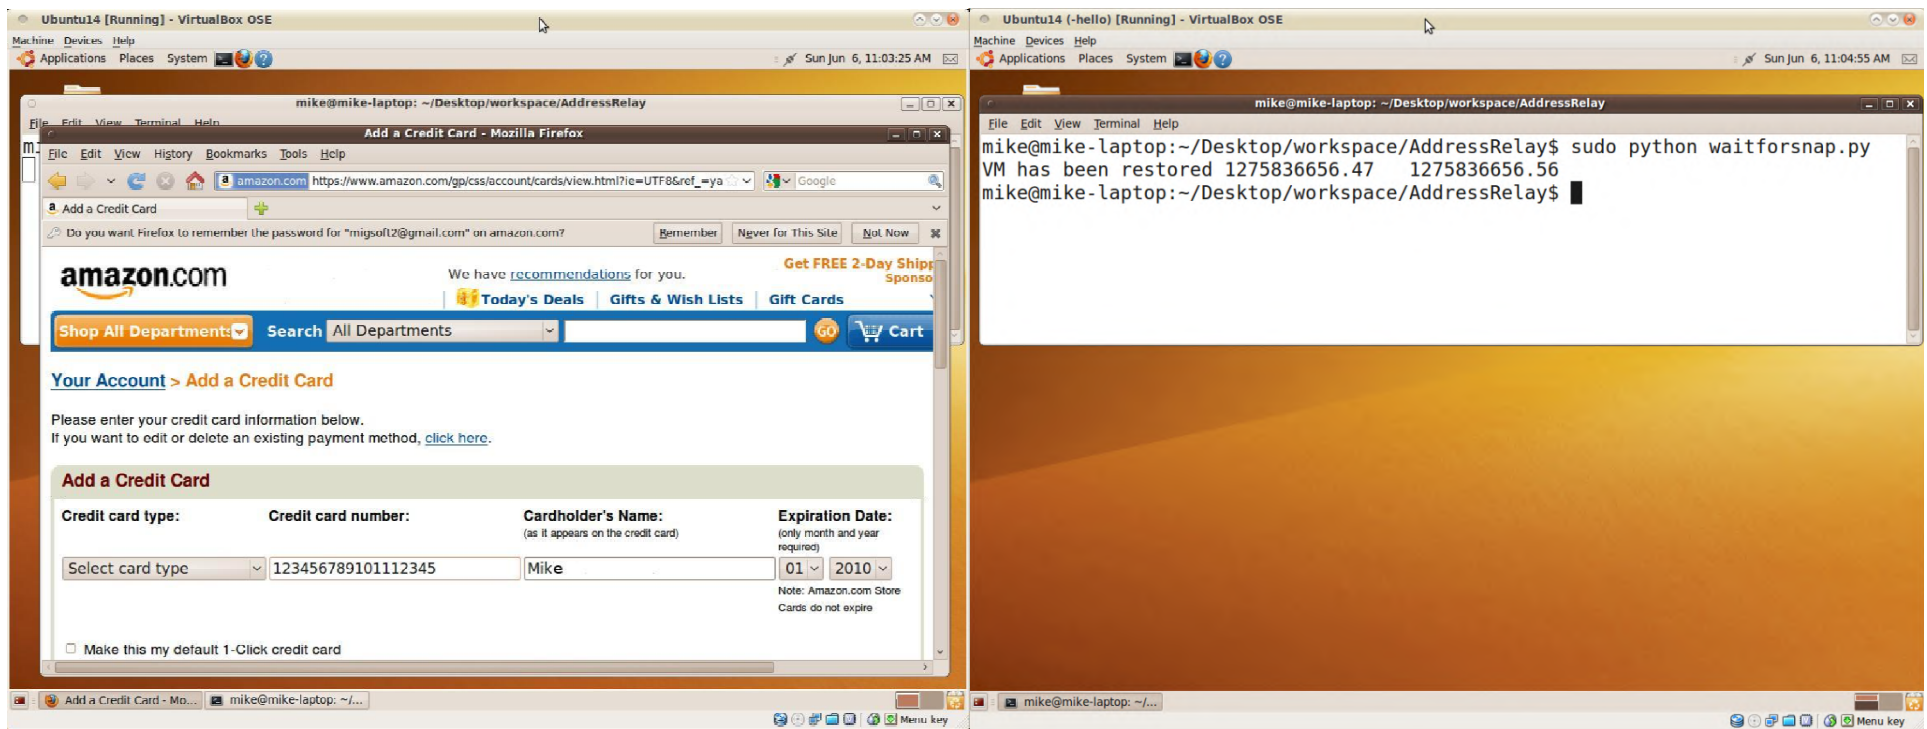 Ubuntu14 [Running] - VirtualBox OSE
Machine Devices Help
Applications Places System
Sun Jun 6, 11:03:25 AM
mike@mike-laptop: ~/Desktop/workspace/AddressRelay
File Edit View Terminal Help
Add a Credit Card - Mozilla Firefox
File Edit View History Bookmarks Tools Help
amazon.com https://www.amazon.com/gp/css/account/cards/view.html?ie=UTF8&ref_=ya
Google
Add a Credit Card
Do you want Firefox to remember the password for "migsoft2@gmail.com" on amazon.com?
Remember Never for This Site Not Now
amazon.com
We have recommendations for you.
Get FREE 2-Day Shipp
Sponso
Today's Deals Gifts & Wish Lists Gift Cards
Shop All Departments Search All Departments GO Cart
Your Account > Add a Credit Card
Please enter your credit card information below.
If you want to edit or delete an existing payment method, click here.
Add a Credit Card
Credit card type: Credit card number: Cardholder's Name: Expiration Date:
(as it appears on the credit card) (only month and year
required)
Select card type 123456789101112345 Mike 01 2010
Note: Amazon.com Store
Cards do not expire
Make this my default 1-Click credit card
Add a Credit Card - Mo... mike@mike-laptop: ~/...
Menu key
Ubuntu14 (-hello) [Running] - VirtualBox OSE
Machine Devices Help
Applications Places System
Sun Jun 6, 11:04:55 AM
mike@mike-laptop: ~/Desktop/workspace/AddressRelay
File Edit View Terminal Help
mike@mike-laptop:~/Desktop/workspace/AddressRelay$ sudo python waitforsnap.py
VM has been restored 1275836656.47 1275836656.56
mike@mike-laptop:~/Desktop/workspace/AddressRelay$
mike@mike-laptop: ~/...
Menu key